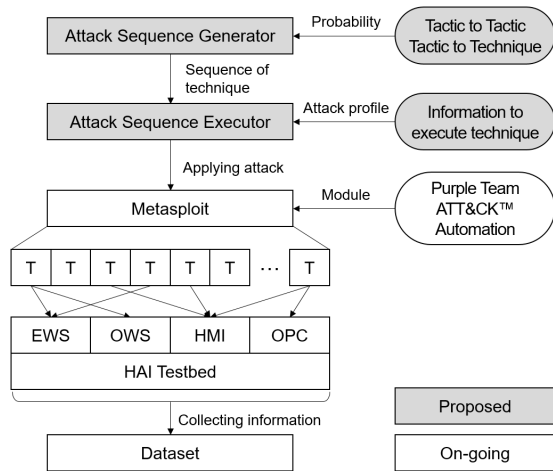 Attack Sequence Generator
Probability
Tactic to Tactic
Tactic to Technique
Sequence of
technique
Attack Sequence Executor
Attack profile
Information to
execute technique
Applying attack
Metasploit
Module
Purple Team
ATT&CK™
Automation
T T T T T T ... T
EWS OWS HMI OPC
HAI Testbed
Collecting information
Dataset
Proposed
On-going